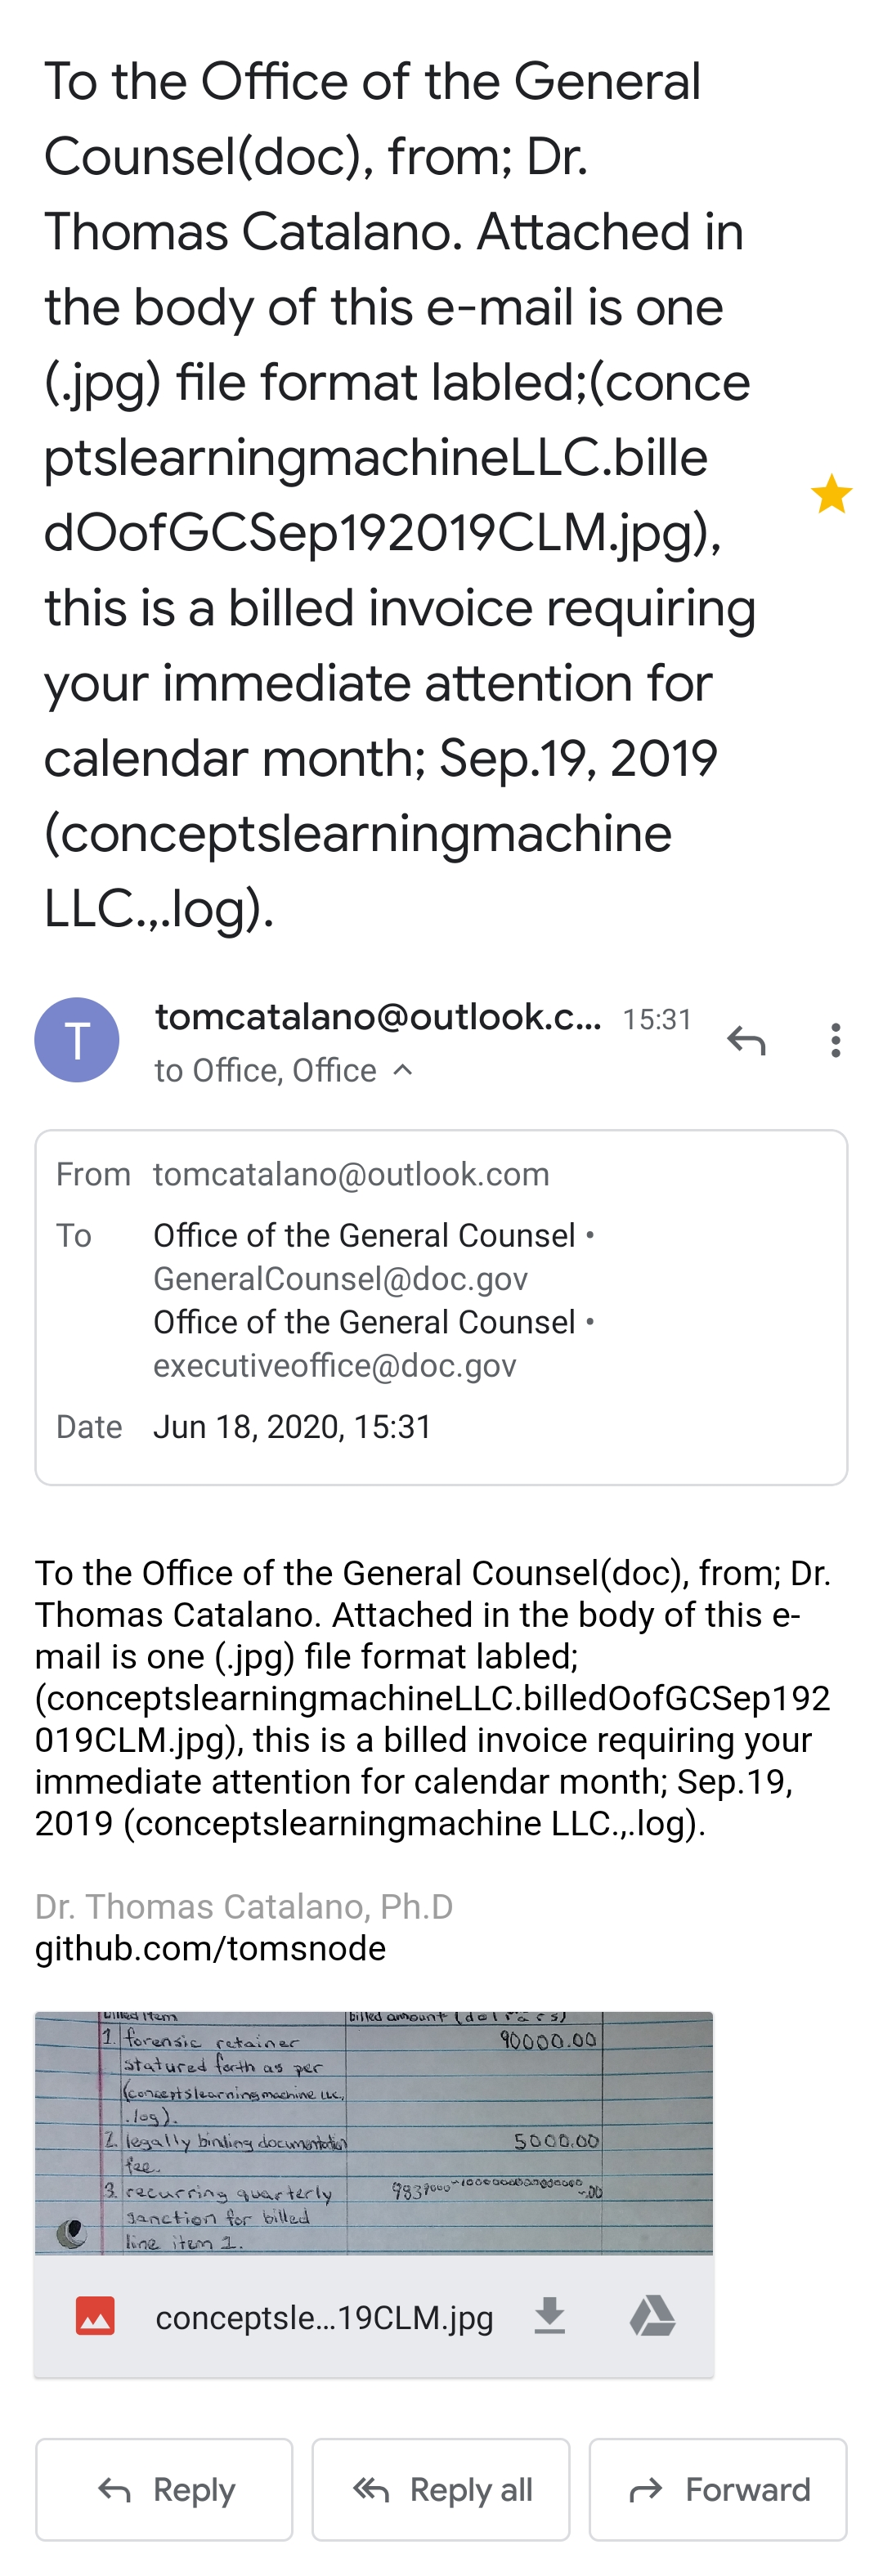 To the Office of the General
Counsel(doc), from; Dr.
Thomas Catalano. Attached in
the body of this e-mail is one
(.jpg) file format labled;(conce
ptslearningmachineLLC.bille
dOofGCSep192019CLM.jpg),
this is a billed invoice requiring
your immediate attention for
calendar month; Sep.19, 2019
(conceptslearningmachine
LLC.,.log).
T
tomcatalano@outlook.c... 15:31
to Office, Office
From tomcatalano@outlook.com
To Office of the General Counsel •
GeneralCounsel@doc.gov
Office of the General Counsel •
executiveoffice@doc.gov
Date Jun 18, 2020, 15:31
To the Office of the General Counsel(doc), from; Dr.
Thomas Catalano. Attached in the body of this e-
mail is one (.jpg) file format labled;
(conceptslearningmachineLLC.billedOofGCSep192
019CLM.jpg), this is a billed invoice requiring your
immediate attention for calendar month; Sep.19,
2019 (conceptslearningmachine LLC.,.log).
Dr. Thomas Catalano, Ph.D
github.com/tomsnode
billed item billed amount (dollars)
1. forensic retainer 90000.00
statured forth as per
(conceptslearningmachine LLC.,
.log).
2. legally binding documentation 5000.00
fee.
3. recurring quarterly
sanction for billed
line item 1.
conceptsle...19CLM.jpg
Reply
Reply all
Forward